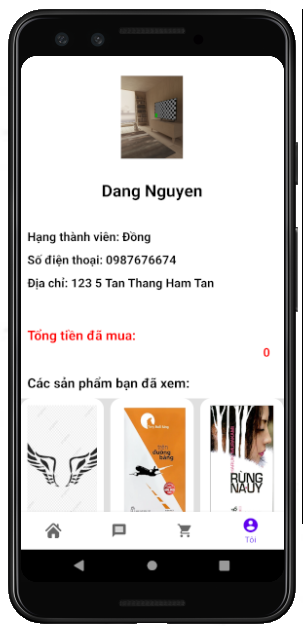 Dang Nguyen
Hạng thành viên: Đồng
Số điện thoại: 0987676674
Địa chỉ: 123 5 Tan Thang Ham Tan
Tổng tiền đã mua:
0
Các sản phẩm bạn đã xem:
đường
băng
RỪNG
NAUY
Tôi